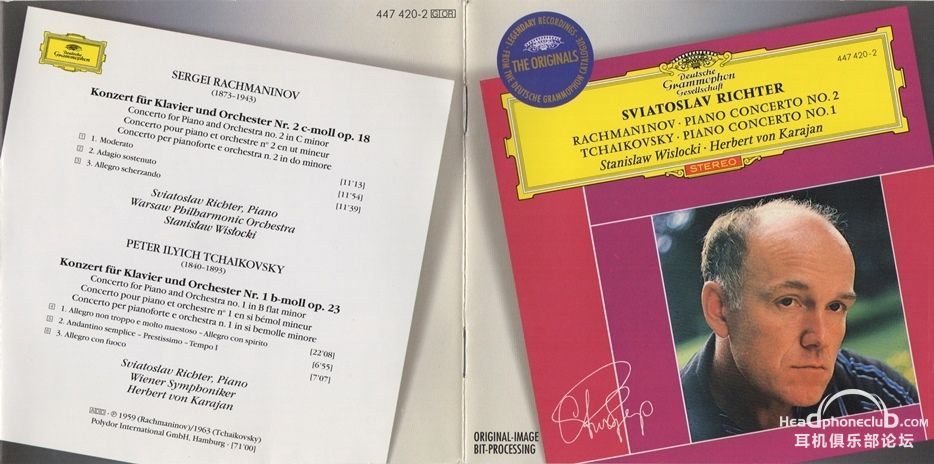 447 420-2 GOR
Deutsche
Grammophon
SERGEI RACHMANINOV
(1873–1943)
Konzert für Klavier und Orchester Nr. 2 c-moll op. 18
Concerto for Piano and Orchestra no. 2 in C minor
Concerto pour piano et orchestre n° 2 en ut mineur
Concerto per pianoforte e orchestra n. 2 in do minore
1 1. Moderato [11'13]
2 2. Adagio sostenuto [11'54]
3 3. Allegro scherzando [11'39]
Sviatoslav Richter, Piano
Warsaw Philharmonic Orchestra
Stanisław Wisłocki
PETER ILYICH TCHAIKOVSKY
(1840–1893)
Konzert für Klavier und Orchester Nr. 1 b-moll op. 23
Concerto for Piano and Orchestra no. 1 in B flat minor
Concerto pour piano et orchestre n° 1 en si bémol mineur
Concerto per pianoforte e orchestra n. 1 in si bemolle minore
4 1. Allegro non troppo e molto maestoso – Allegro con spirito [22'08]
5 2. Andantino semplice – Prestissimo – Tempo I [6'55]
6 3. Allegro con fuoco [7'07]
Sviatoslav Richter, Piano
Wiener Symphoniker
Herbert von Karajan
ADD · ℗ 1959 (Rachmaninov)/1963 (Tchaikovsky)
Polydor International GmbH, Hamburg · [71'00]
· LEGENDARY RECORDINGS ·
THE ORIGINALS
FROM THE DEUTSCHE GRAMMOPHON CATALOGUE
Deutsche
Grammophon
Gesellschaft
447 420-2
SVIATOSLAV RICHTER
RACHMANINOV · PIANO CONCERTO NO. 2
TCHAIKOVSKY · PIANO CONCERTO NO. 1
Stanislaw Wislocki · Herbert von Karajan
STEREO
ORIGINAL-IMAGE
BIT-PROCESSING
HeadphoneClub.com
耳机俱乐部论坛